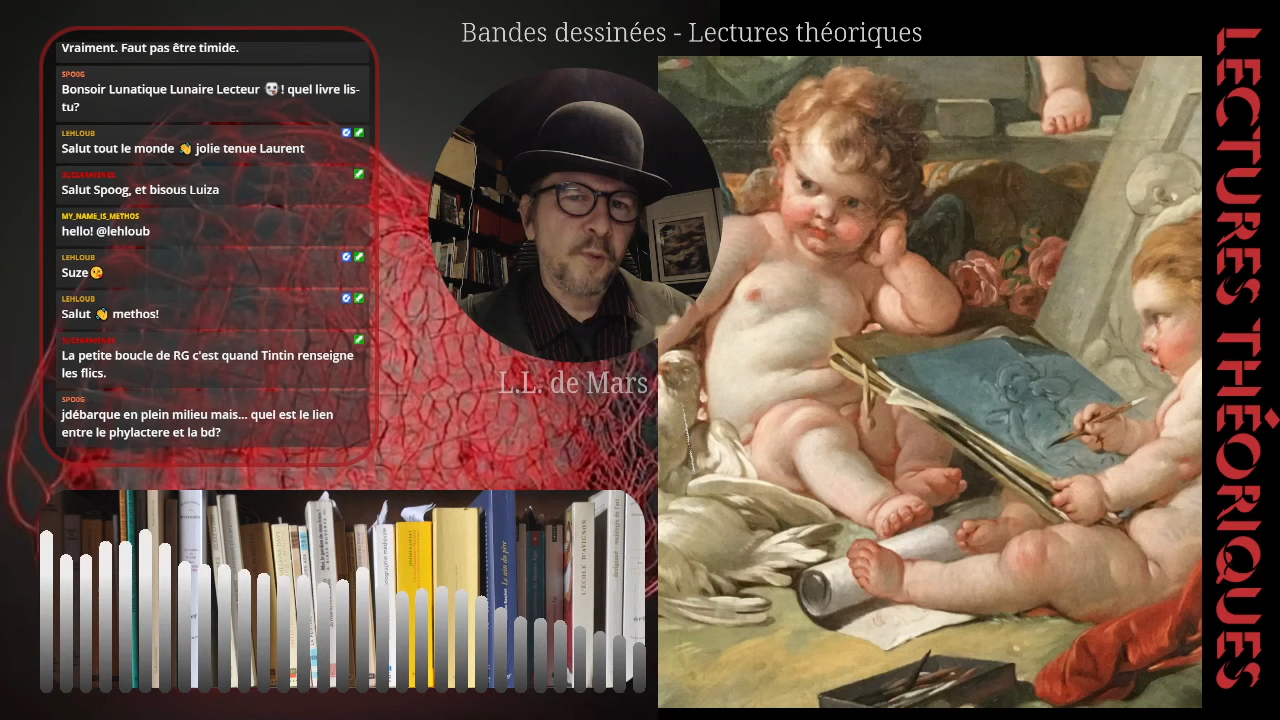 Bandes dessinées - Lectures théoriques
Vraiment. Faut pas être timide.
SPOOG
Bonsoir Lunatique Lunaire Lecteur ! quel livre lis-
tu?
LEHLOUB
Salut tout le monde 👋 jolie tenue Laurent
Salut Spoog, et bisous Luiza
MY_NAME_IS_METHOS
hello! @lehloub
LEHLOUB
Suze
LEHLOUB
Salut 👋 methos!
La petite boucle de RG c'est quand Tintin renseigne
les flics.
SPOOG
jdébarque en plein milieu mais... quel est le lien
entre le phylactere et la bd?
L.L. de Mars
L'ÉCOLE D'AVIGNON
LECTURES THÉORIQUES